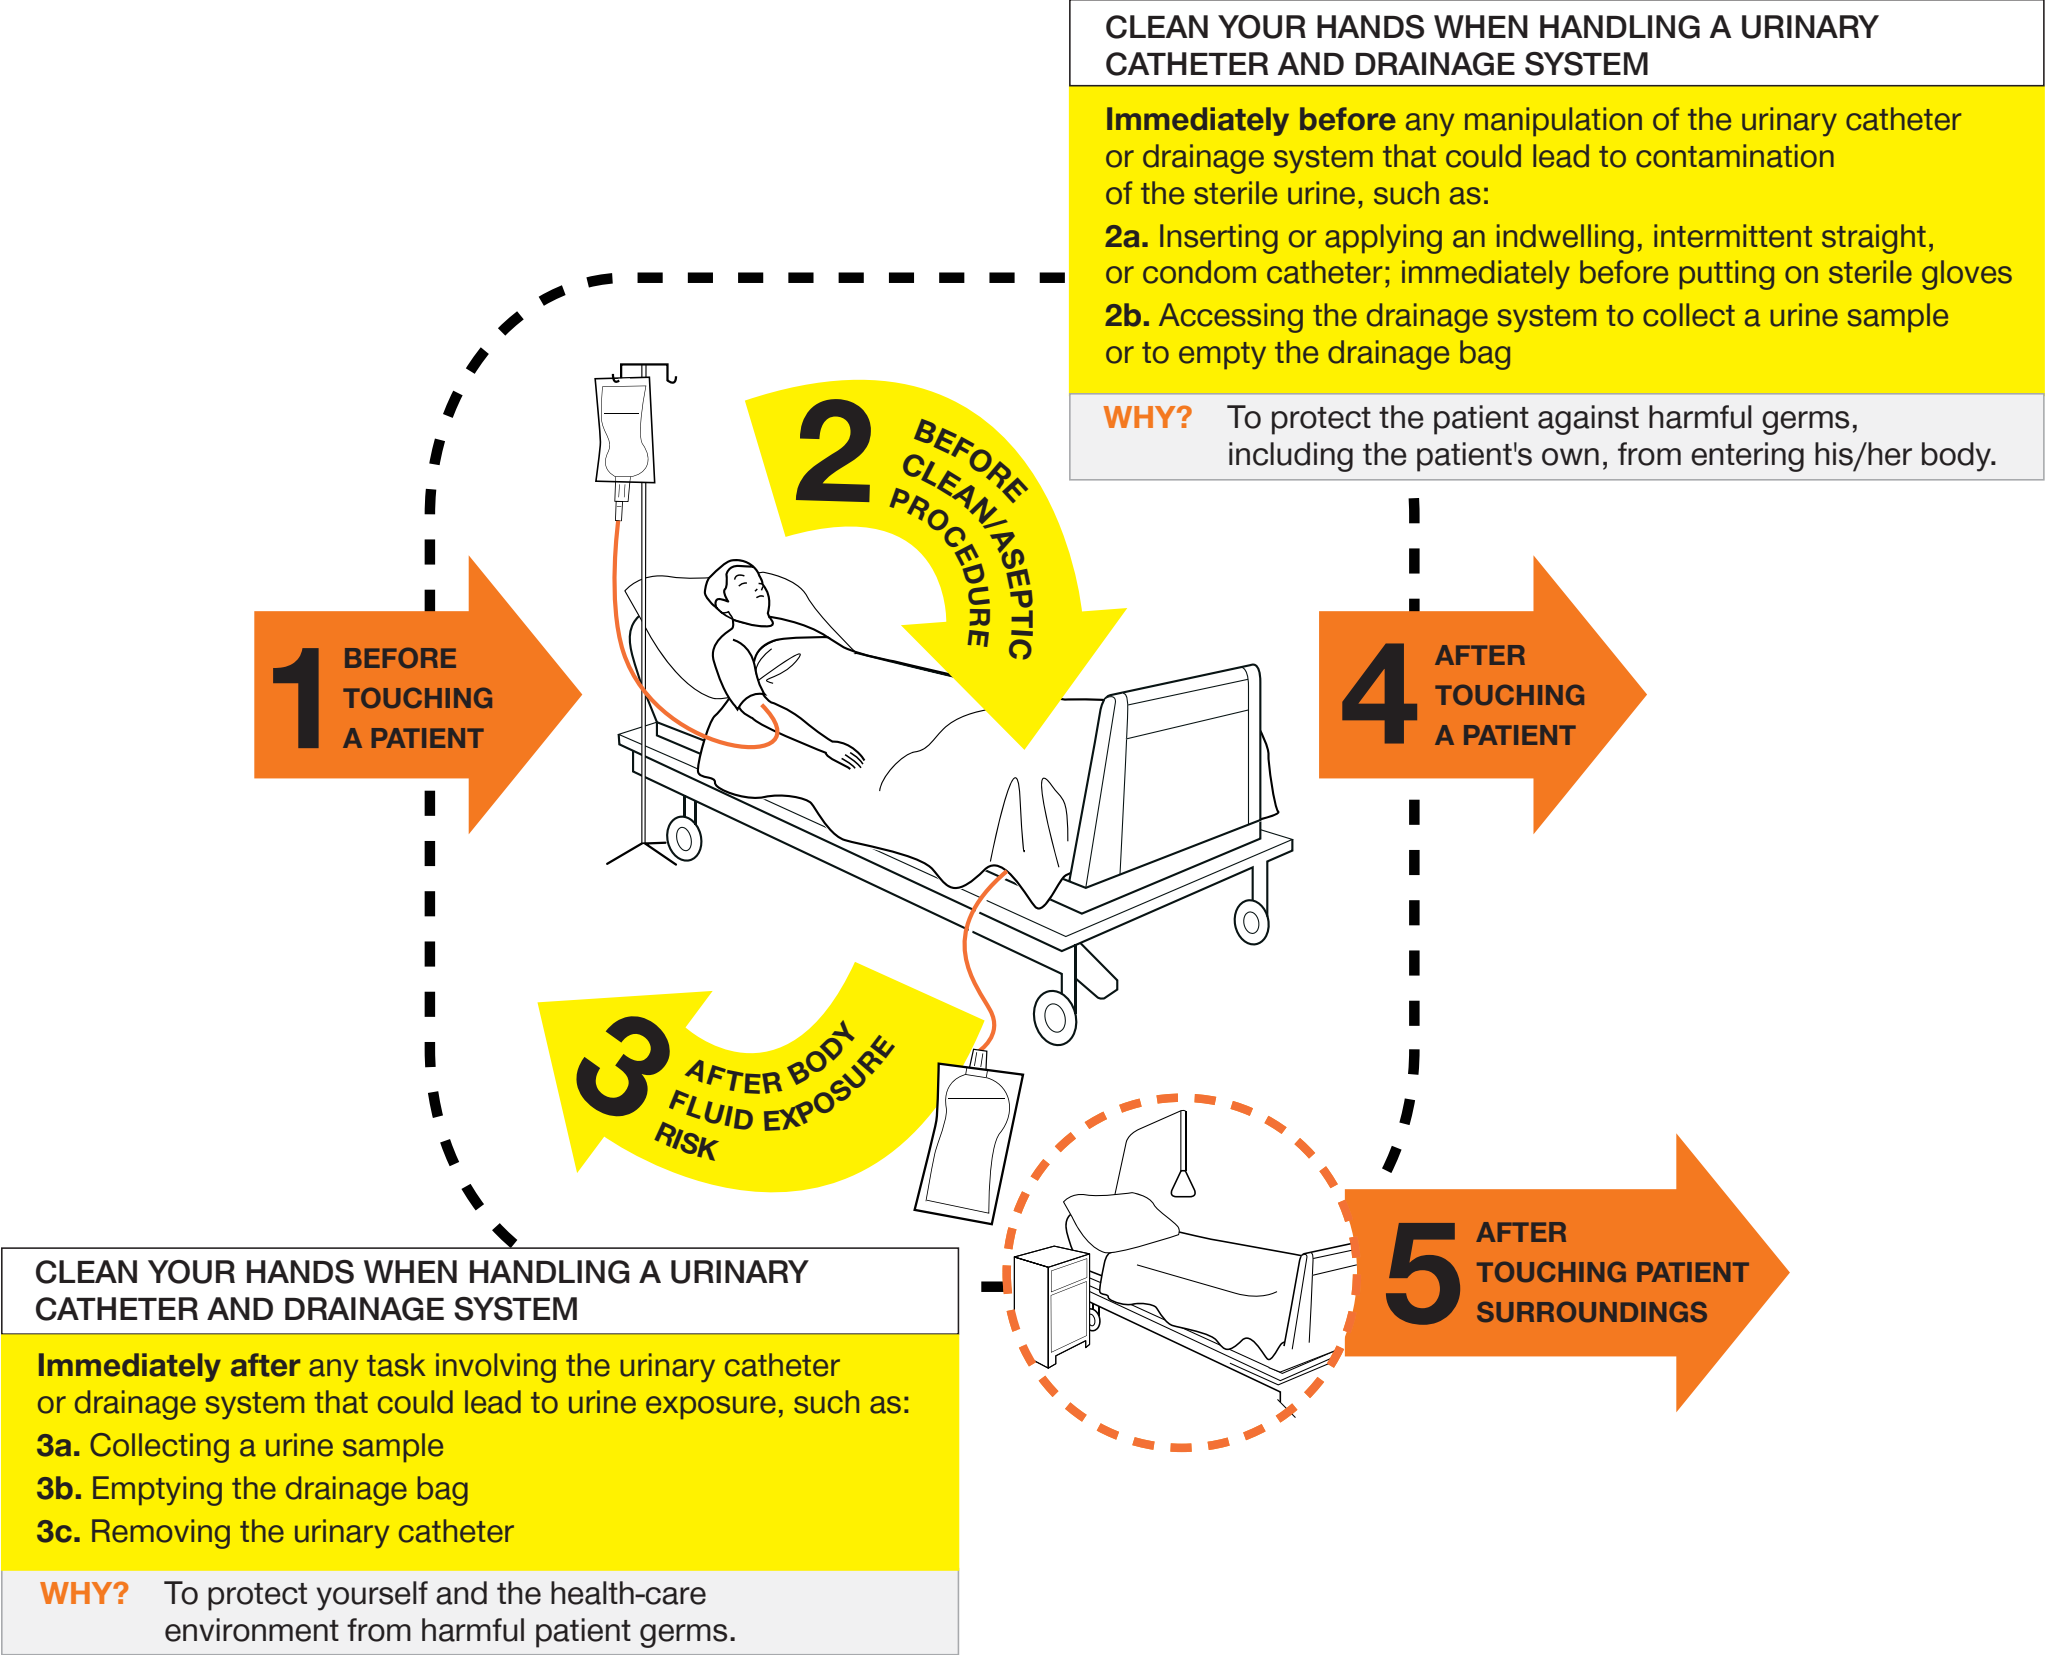 CLEAN YOUR HANDS WHEN HANDLING A URINARY
CATHETER AND DRAINAGE SYSTEM
Immediately before any manipulation of the urinary catheter
or drainage system that could lead to contamination
of the sterile urine, such as:
2a. Inserting or applying an indwelling, intermittent straight,
or condom catheter; immediately before putting on sterile gloves
2b. Accessing the drainage system to collect a urine sample
or to empty the drainage bag
WHY? To protect the patient against harmful germs,
including the patient's own, from entering his/her body.
1
BEFORE
TOUCHING
A PATIENT
2
BEFORE
CLEAN/ASEPTIC
PROCEDURE
3
AFTER BODY
FLUID EXPOSURE
RISK
4
AFTER
TOUCHING
A PATIENT
5
AFTER
TOUCHING PATIENT
SURROUNDINGS
CLEAN YOUR HANDS WHEN HANDLING A URINARY
CATHETER AND DRAINAGE SYSTEM
Immediately after any task involving the urinary catheter
or drainage system that could lead to urine exposure, such as:
3a. Collecting a urine sample
3b. Emptying the drainage bag
3c. Removing the urinary catheter
WHY? To protect yourself and the health-care
environment from harmful patient germs.